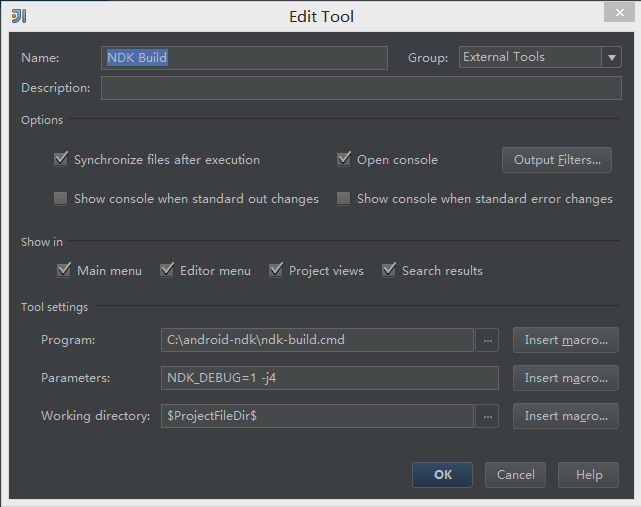 Edit Tool
Name: NDK Build Group: External Tools
Description:
Options
Synchronize files after execution Open console Output Filters...
Show console when standard out changes Show console when standard error changes
Show in
Main menu Editor menu Project views Search results
Tool settings
Program: C:\android-ndk\ndk-build.cmd ... Insert macro...
Parameters: NDK_DEBUG=1 -j4 Insert macro...
Working directory: $ProjectFileDir$ ... Insert macro...
OK Cancel Help